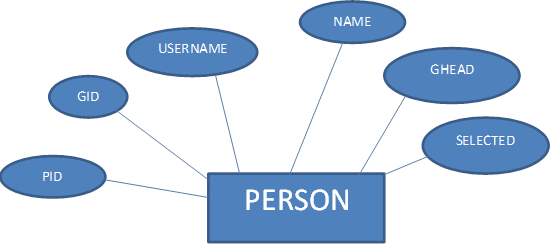 NAME
USERNAME
GHEAD
GID
SELECTED
PID
PERSON